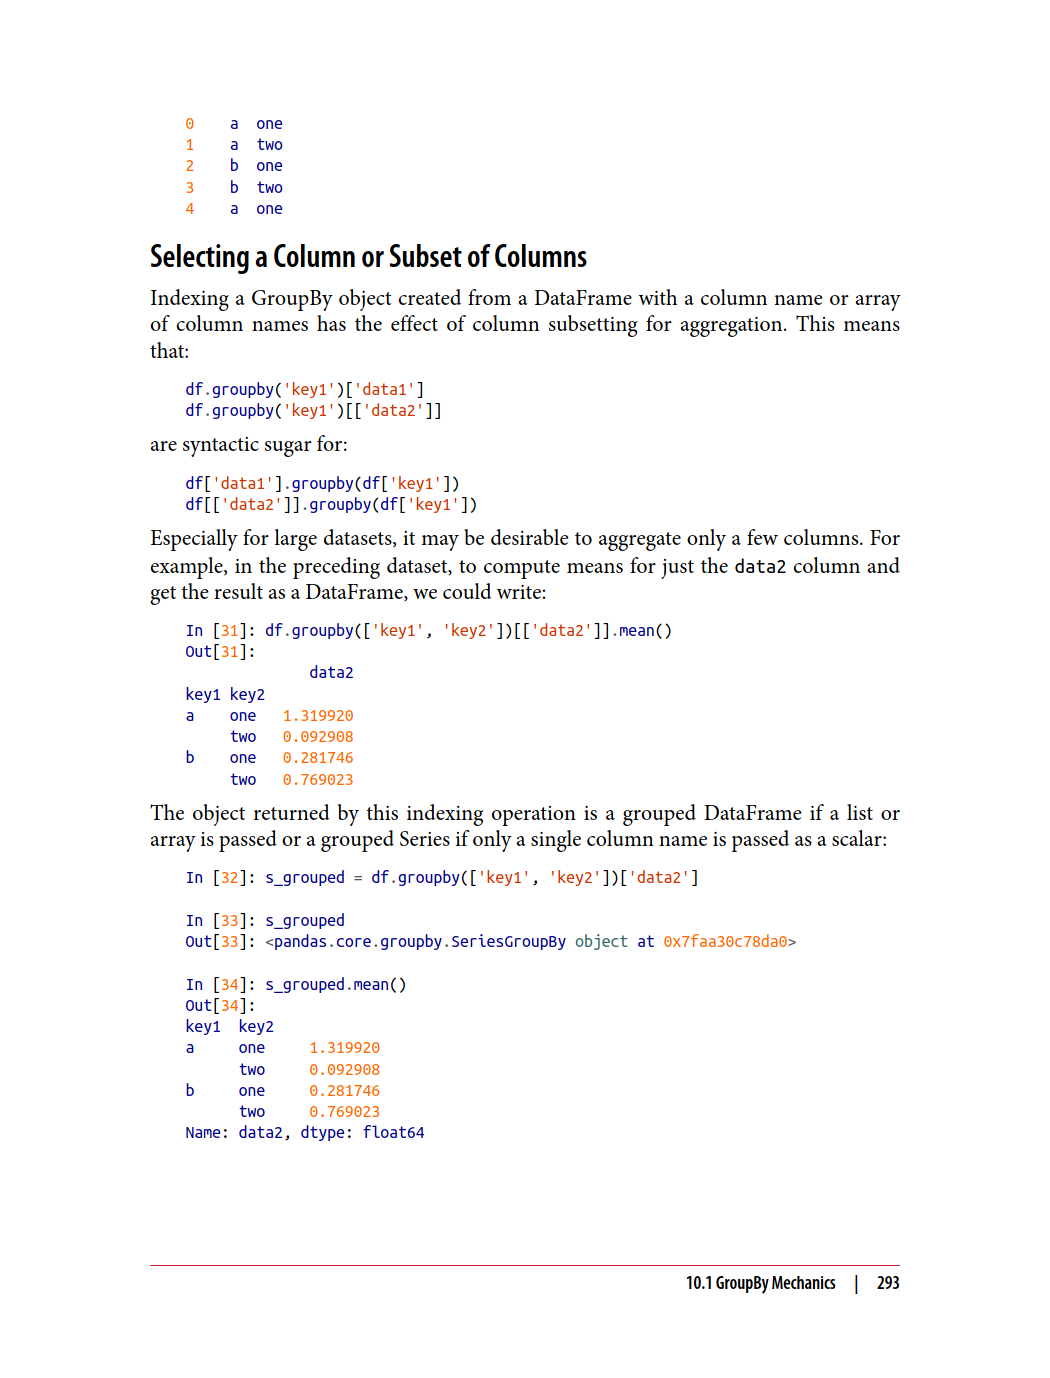 0    a  one
1    a  two
2    b  one
3    b  two
4    a  one
Selecting a Column or Subset of Columns
Indexing a GroupBy object created from a DataFrame with a column name or array
of column names has the effect of column subsetting for aggregation. This means
that:
df.groupby('key1')['data1']
df.groupby('key1')[['data2']]
are syntactic sugar for:
df['data1'].groupby(df['key1'])
df[['data2']].groupby(df['key1'])
Especially for large datasets, it may be desirable to aggregate only a few columns. For
example, in the preceding dataset, to compute means for just the data2 column and
get the result as a DataFrame, we could write:
In [31]: df.groupby(['key1', 'key2'])[['data2']].mean()
Out[31]:
              data2
key1 key2
a    one   1.319920
     two   0.092908
b    one   0.281746
     two   0.769023
The object returned by this indexing operation is a grouped DataFrame if a list or
array is passed or a grouped Series if only a single column name is passed as a scalar:
In [32]: s_grouped = df.groupby(['key1', 'key2'])['data2']
In [33]: s_grouped
Out[33]: <pandas.core.groupby.SeriesGroupBy object at 0x7faa30c78da0>
In [34]: s_grouped.mean()
Out[34]:
key1  key2
a     one     1.319920
      two     0.092908
b     one     0.281746
      two     0.769023
Name: data2, dtype: float64
10.1 GroupBy Mechanics | 293